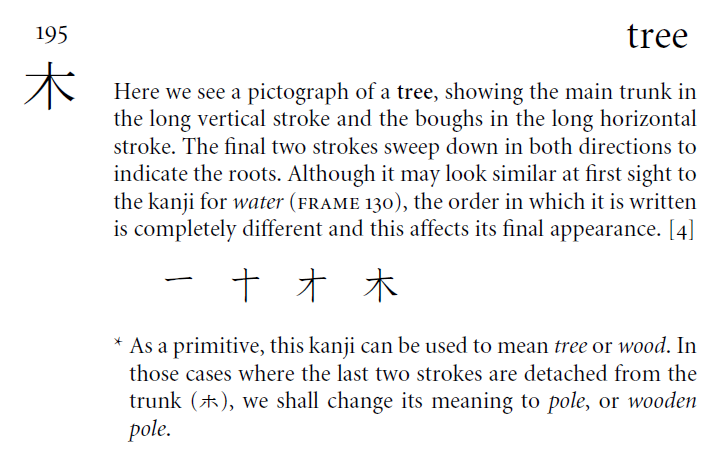 195
tree
木
Here we see a pictograph of a tree, showing the main trunk in
the long vertical stroke and the boughs in the long horizontal
stroke. The final two strokes sweep down in both directions to
indicate the roots. Although it may look similar at first sight to
the kanji for water (FRAME 130), the order in which it is written
is completely different and this affects its final appearance. [4]
一 十 才 木
* As a primitive, this kanji can be used to mean tree or wood. In
those cases where the last two strokes are detached from the
trunk (𣎳), we shall change its meaning to pole, or wooden
pole.